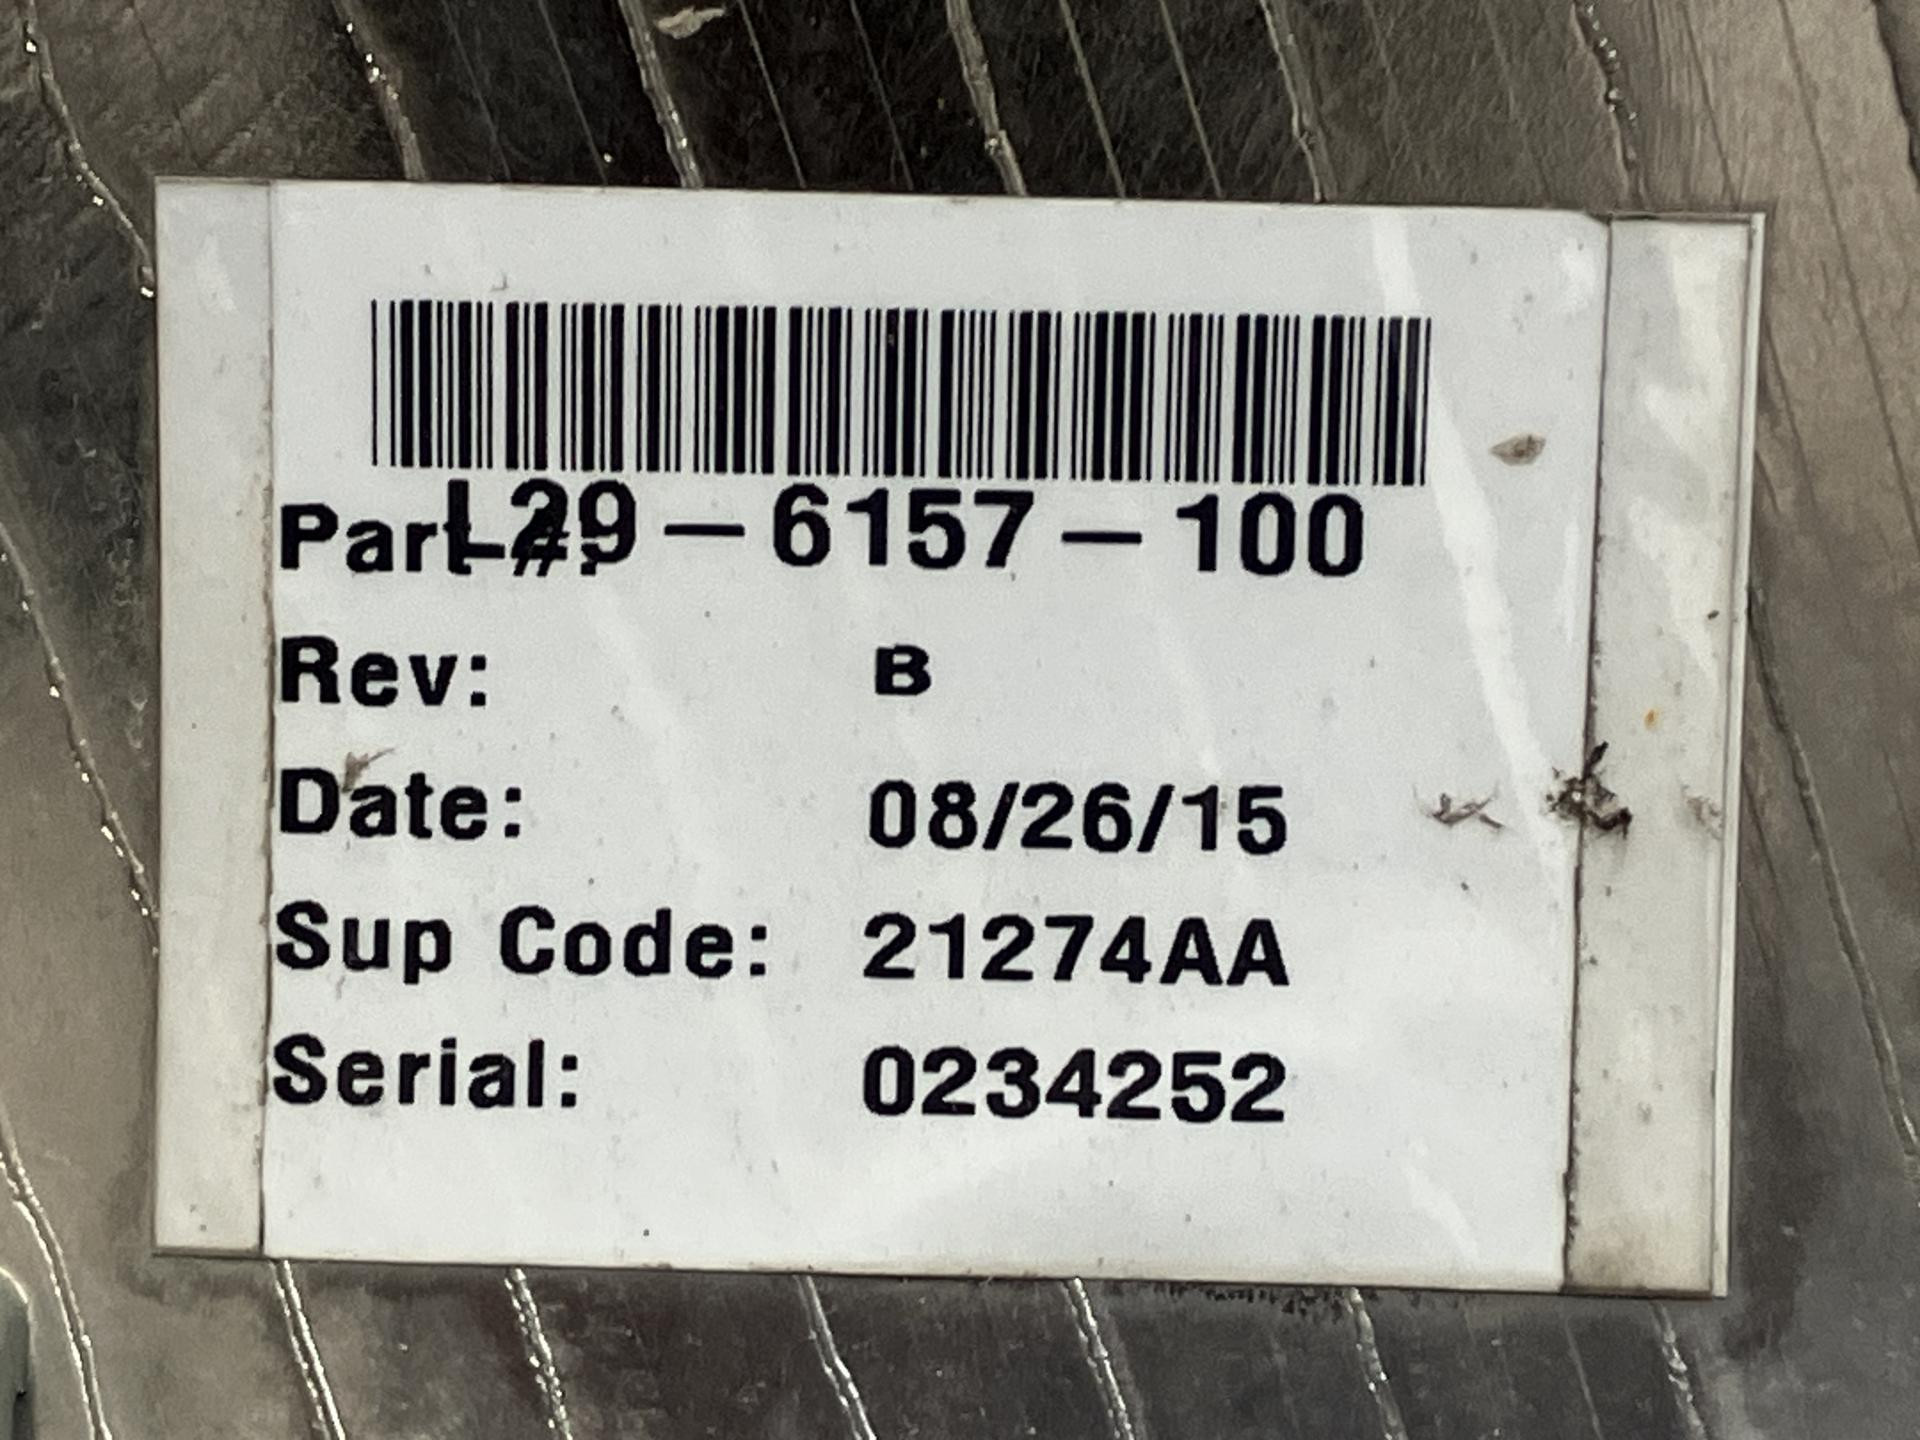 Part #: L29-6157-100
Rev: B
Date: 08/26/15
Sup Code: 21274AA
Serial: 0234252